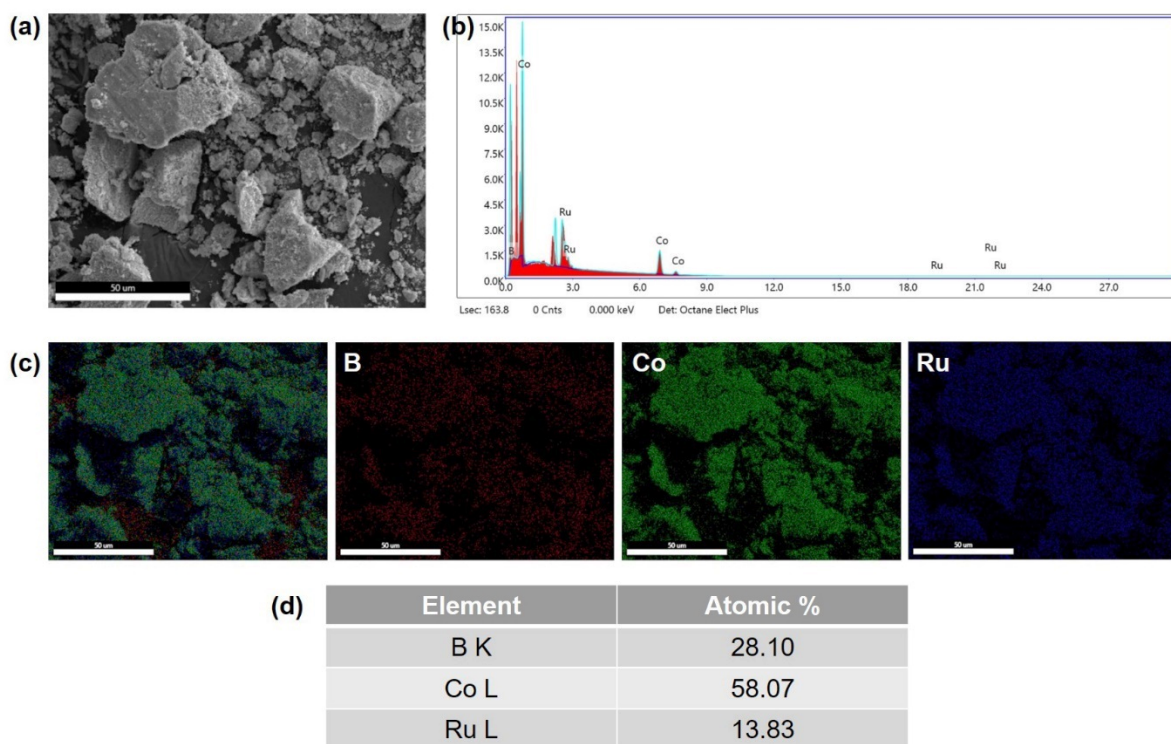 (a)
50 um
(b)
15.0K
13.5K
12.0K
10.5K
9.0K
7.5K
6.0K
4.5K
3.0K
1.5K
0.0K
Co
Ru
B
Ru
Co
Co
Ru
Ru
Ru
0.0 3.0 6.0 9.0 12.0 15.0 18.0 21.0 24.0 27.0
Lsec: 163.8 0 Cnts 0.000 keV Det: Octane Elect Plus
(c)
B
Co
Ru
50 um
50 um
50 um
50 um
(d)
Element Atomic %
B K 28.10
Co L 58.07
Ru L 13.83